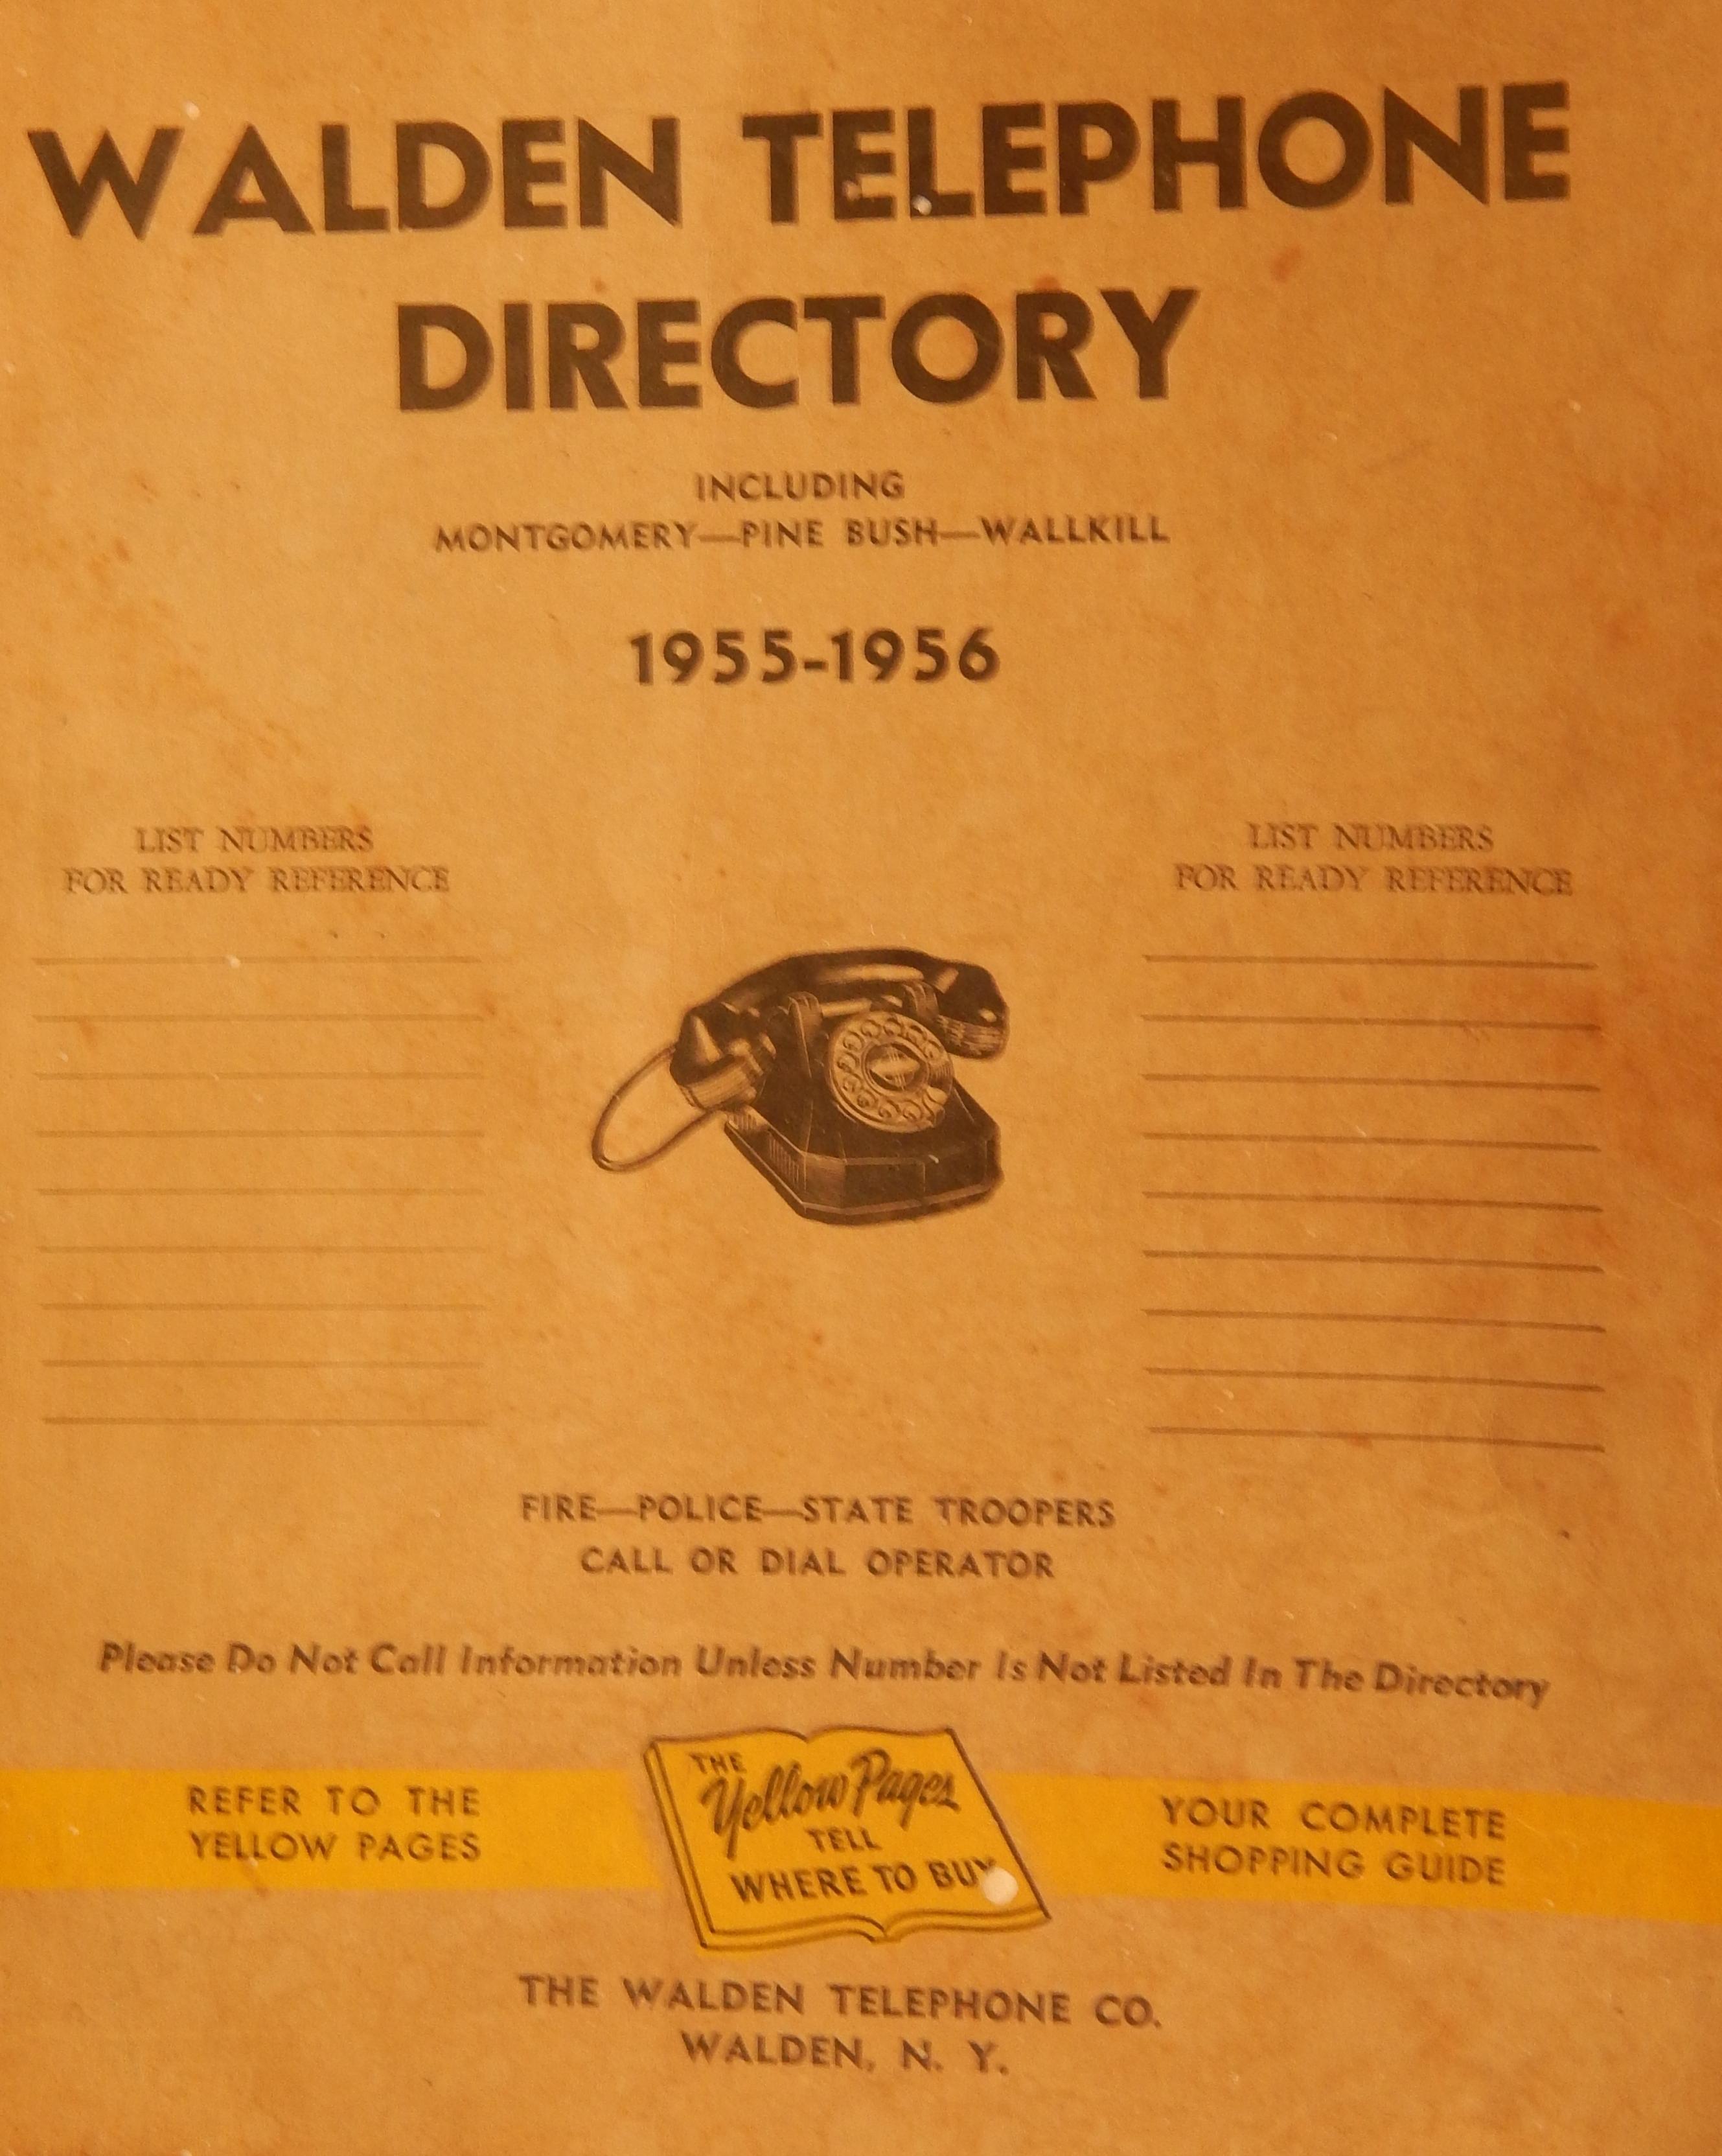 WALDEN TELEPHONE
DIRECTORY
INCLUDING
MONTGOMERY—PINE BUSH—WALLKILL
1955-1956
LIST NUMBERS
FOR READY REFERENCE
LIST NUMBERS
FOR READY REFERENCE
FIRE—POLICE—STATE TROOPERS
CALL OR DIAL OPERATOR
Please Do Not Call Information Unless Number Is Not Listed In The Directory
REFER TO THE
YELLOW PAGES
THE
Yellow Pages
TELL
WHERE TO BUY
YOUR COMPLETE
SHOPPING GUIDE
THE WALDEN TELEPHONE CO.
WALDEN, N. Y.